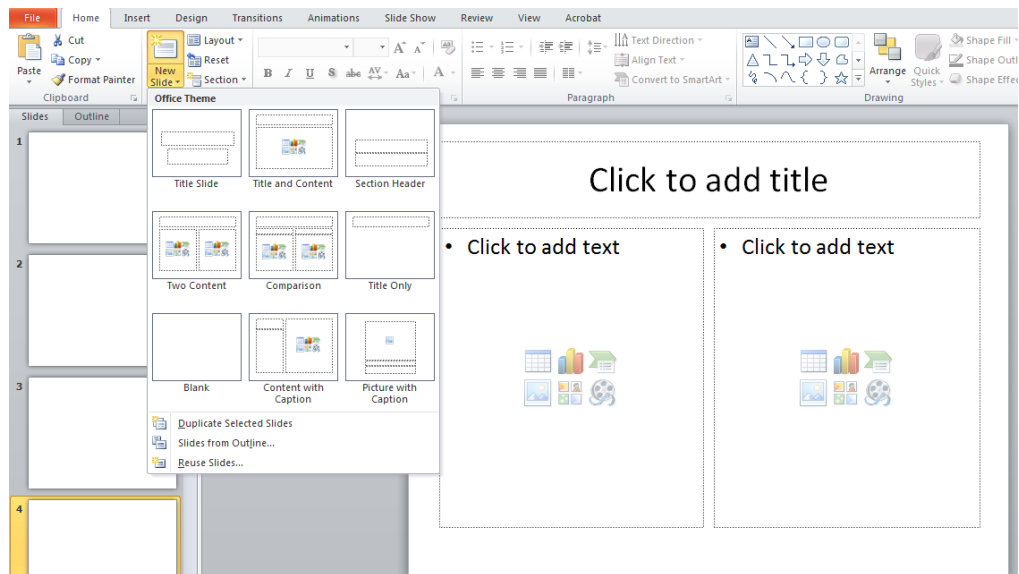 File Home Insert Design Transitions Animations Slide Show Review View Acrobat
Paste
Cut
Copy
Format Painter
Clipboard
New
Slide
Layout
Reset
Section
B I U S abc AV Aa A
A A
Text Direction
Align Text
Convert to SmartArt
Paragraph
Arrange
Quick
Styles
Shape Fill
Shape Outl
Shape Effec
Drawing
Slides Outline
1
2
3
4
Office Theme
Title Slide Title and Content Section Header
Two Content Comparison Title Only
Blank Content with
Caption Picture with
Caption
Duplicate Selected Slides
Slides from Outline...
Reuse Slides...
Click to add title
• Click to add text
• Click to add text